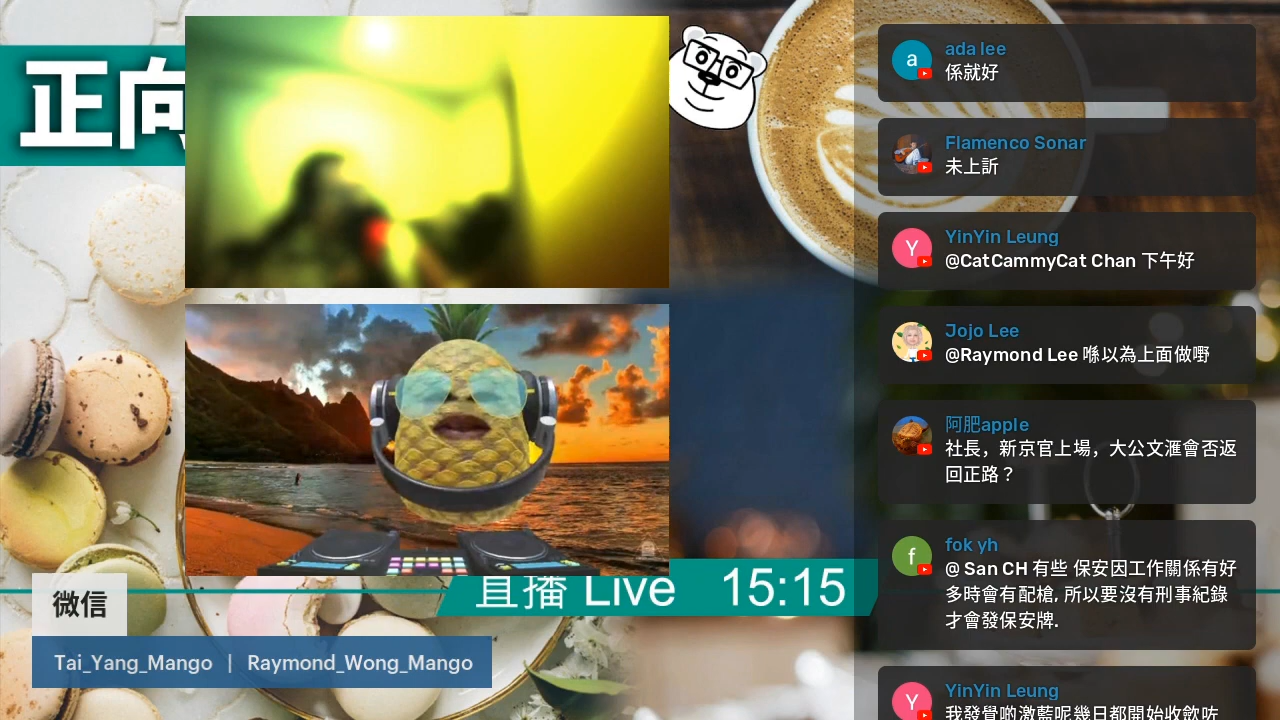 正向
直播 Live 15:15
微信
Tai_Yang_Mango | Raymond_Wong_Mango
a
ada lee
係就好
Flamenco Sonar
未上訢
Y
YinYin Leung
@CatCammyCat Chan 下午好
Jojo Lee
@Raymond Lee 喺以為上面做嘢
阿肥apple
社長，新京官上場，大公文滙會否返
回正路？
f
fok yh
@ San CH 有些 保安因工作關係有好
多時會有配槍, 所以要沒有刑事紀錄
才會發保安牌.
Y
YinYin Leung
我發覺啲激藍呢幾日都開始收歛咗